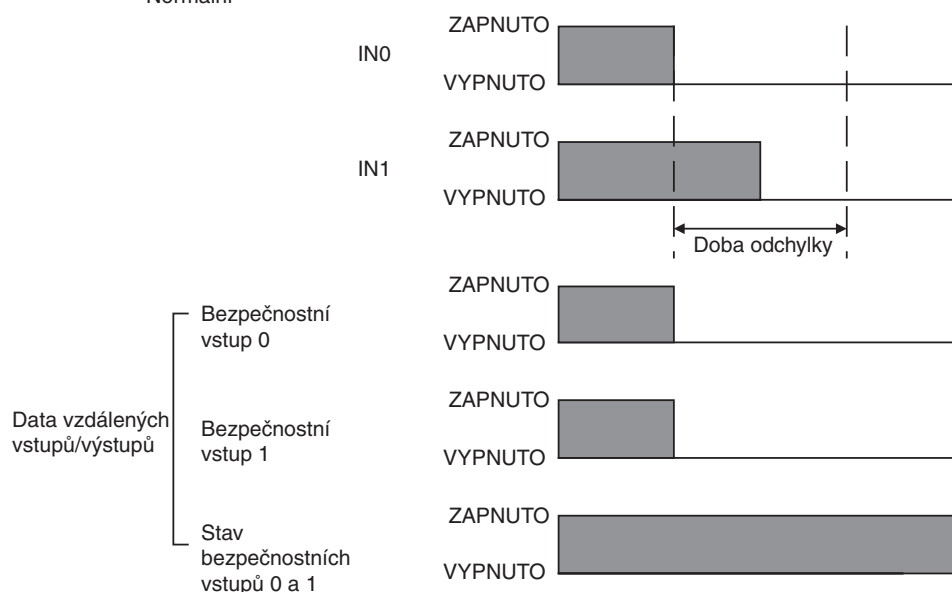 Normální
ZAPNUTO
IN0
VYPNUTO
ZAPNUTO
IN1
VYPNUTO
Doba odchylky
ZAPNUTO
Bezpečnostní
vstup 0
VYPNUTO
ZAPNUTO
Data vzdálených
vstupů/výstupů
Bezpečnostní
vstup 1
VYPNUTO
ZAPNUTO
Stav
bezpečnostních
vstupů 0 a 1
VYPNUTO